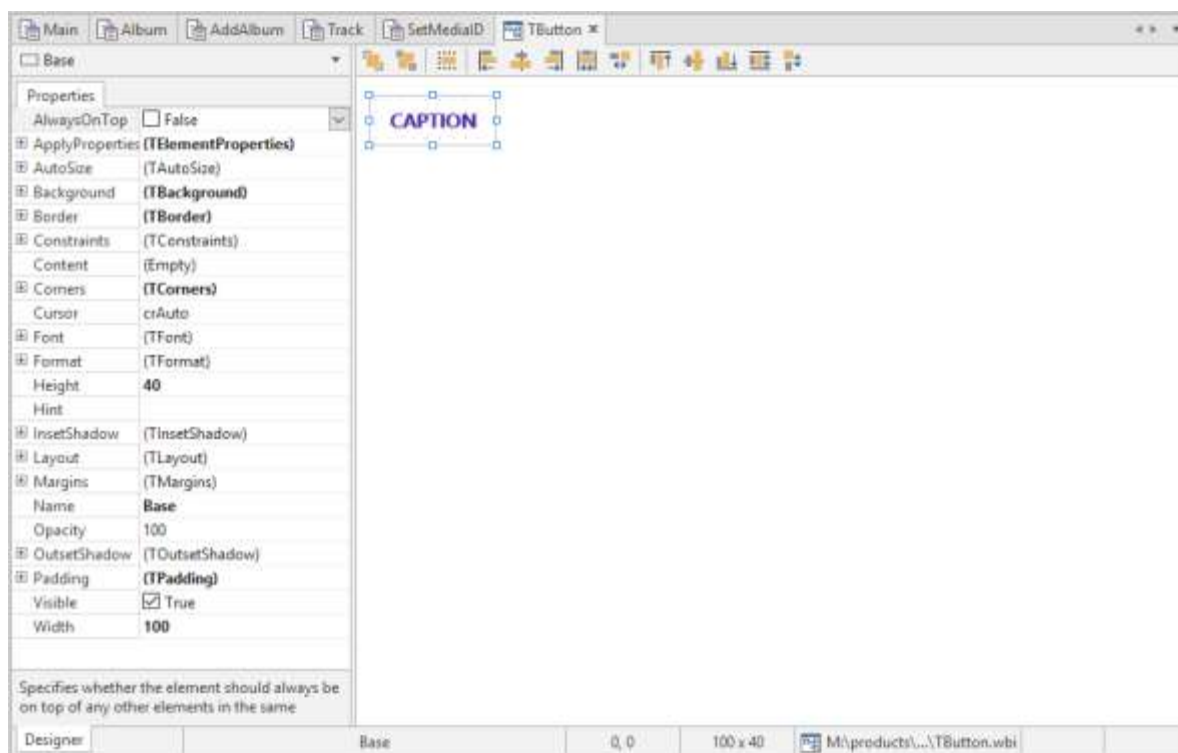 Main Album AddAlbum Track SetMediaID TButton
Base
Properties
AlwaysOnTop False
ApplyProperties (TElementProperties)
AutoSize (TAutoSize)
Background (TBackground)
Border (TBorder)
Constraints (TConstraints)
Content (Empty)
Corners (TCorners)
Cursor crAuto
Font (TFont)
Format (TFormat)
Height 40
Hint
InsetShadow (TInsetShadow)
Layout (TLayout)
Margins (TMargins)
Name Base
Opacity 100
OutsetShadow (TOutsetShadow)
Padding (TPadding)
Visible True
Width 100
CAPTION
Specifies whether the element should always be
on top of any other elements in the same
Designer Base 0, 0 100 x 40 M:\products\...\TButton.wbi